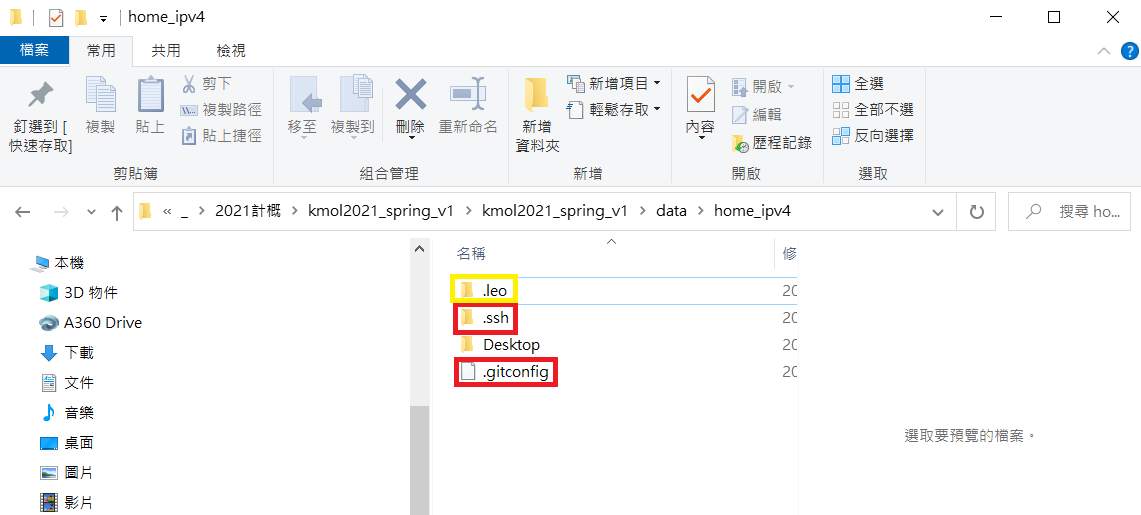 home_ipv4
檔案 常用 共用 檢視
釘選到 [
快速存取]
複製
貼上
剪下
複製路徑
貼上捷徑
剪貼簿
移至
複製到
刪除
重新命名
組合管理
新增
資料夾
新增項目
輕鬆存取
新增
內容
開啟
編輯
歷程記錄
開啟
全選
全部不選
反向選擇
選取
« _ > 2021計概 > kmol2021_spring_v1 > kmol2021_spring_v1 > data > home_ipv4
搜尋 ho...
本機
3D 物件
A360 Drive
下載
文件
音樂
桌面
圖片
影片
名稱 修
.leo 20
.ssh 20
Desktop 20
.gitconfig 20
選取要預覽的檔案。